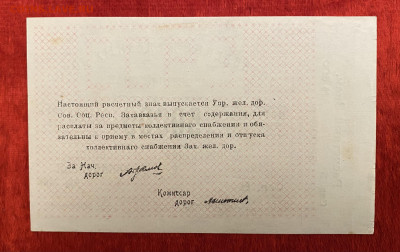 Настоящий расчетный знак выпускается Упр. жел. дор.
Соц. Сов. Респ. Закавказья в счет содержания, для
расплаты за предметы коллективного снабжения и обя-
зательны к приему в местах распределения и отпуска
коллективного снабжения Зак. жел. дор.
За Нач.
дорог
Комиссар
дорог